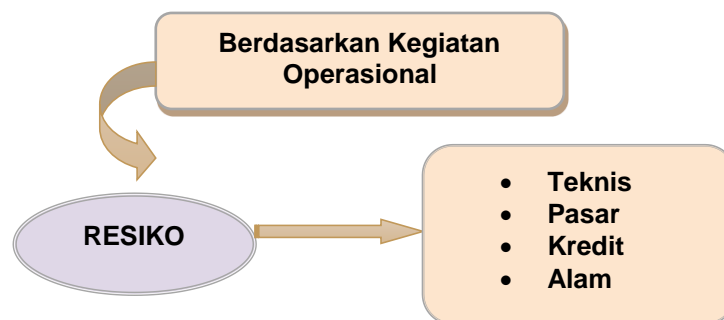 Berdasarkan Kegiatan
Operasional
RESIKO
• Teknis
• Pasar
• Kredit
• Alam